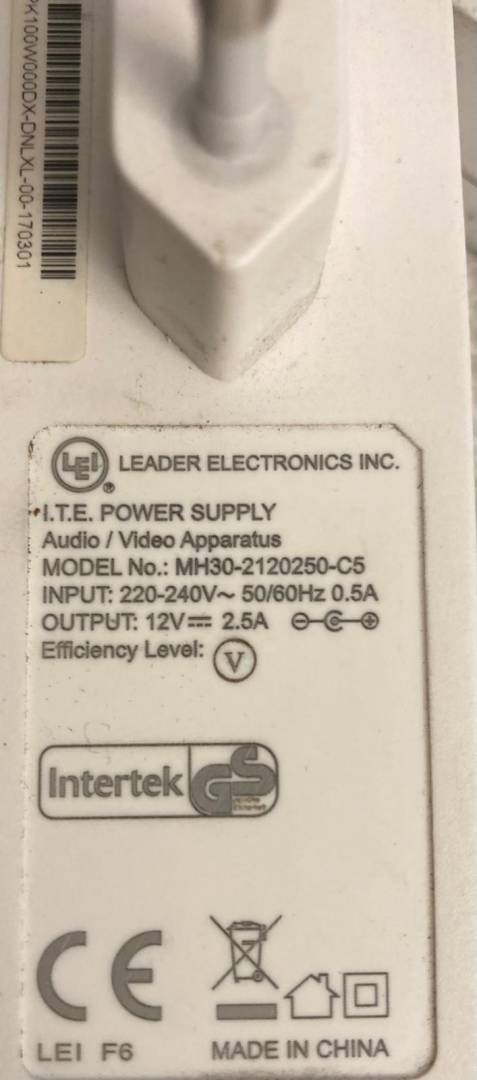 PK100W000DX-DNLXL-00-170301
LEI ® LEADER ELECTRONICS INC.
I.T.E. POWER SUPPLY
Audio / Video Apparatus
MODEL No.: MH30-2120250-C5
INPUT: 220-240V~ 50/60Hz 0.5A
OUTPUT: 12V⎓ 2.5A
Efficiency Level: V
Intertek GS
CE
LEI F6
MADE IN CHINA